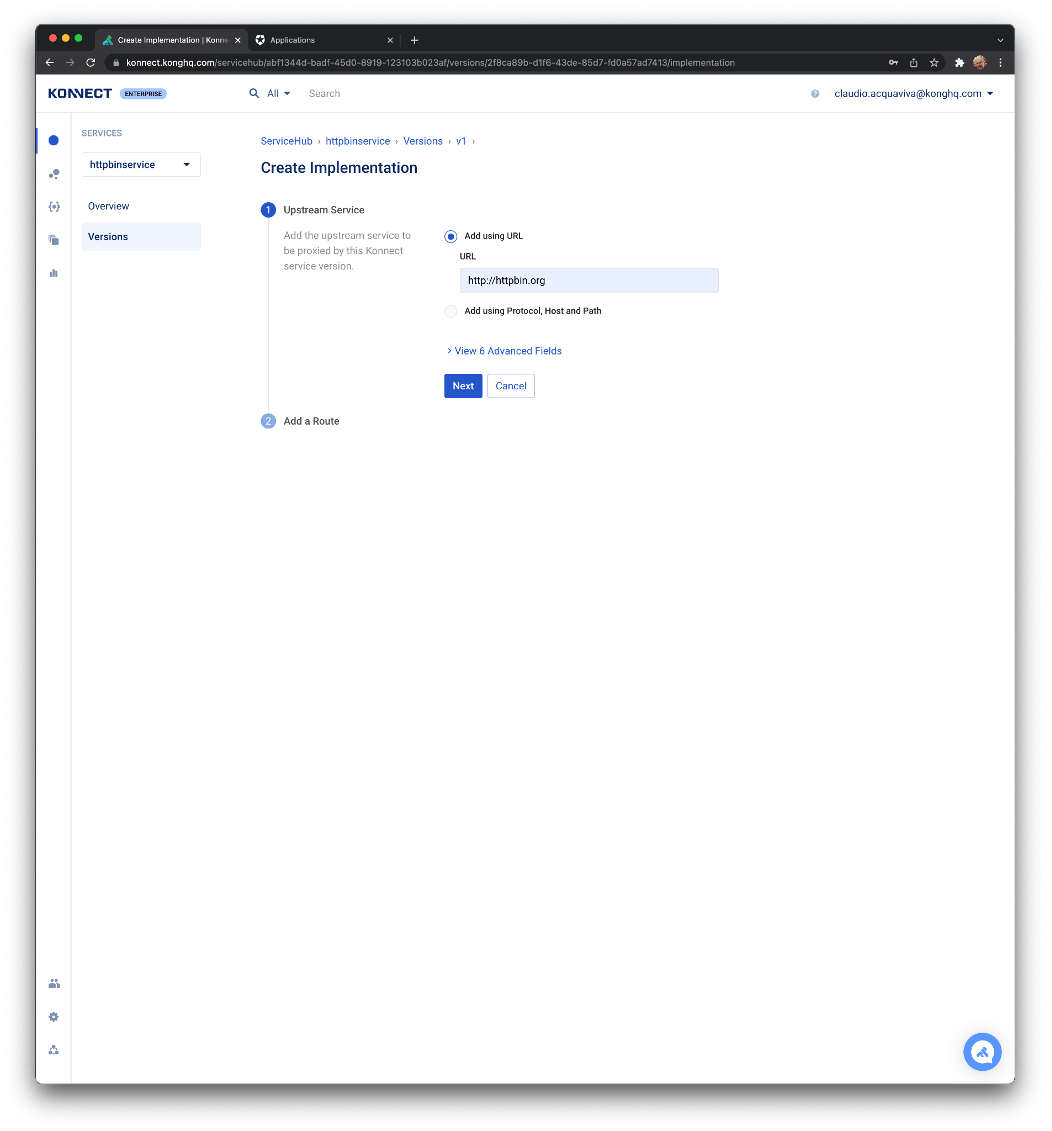 Create Implementation | Konne
Applications
konnect.konghq.com/servicehub/abf1344d-badf-45d0-8919-123103b023af/versions/2f8ca89b-d1f6-43de-85d7-fd0a57ad7413/implementation
KONNECT ENTERPRISE
All
Search
claudio.acquaviva@konghq.com
SERVICES
httpbinservice
Overview
Versions
ServiceHub › httpbinservice › Versions › v1 ›
Create Implementation
1 Upstream Service
Add the upstream service to
be proxied by this Konnect
service version.
Add using URL
URL
http://httpbin.org
Add using Protocol, Host and Path
> View 6 Advanced Fields
Next
Cancel
2 Add a Route